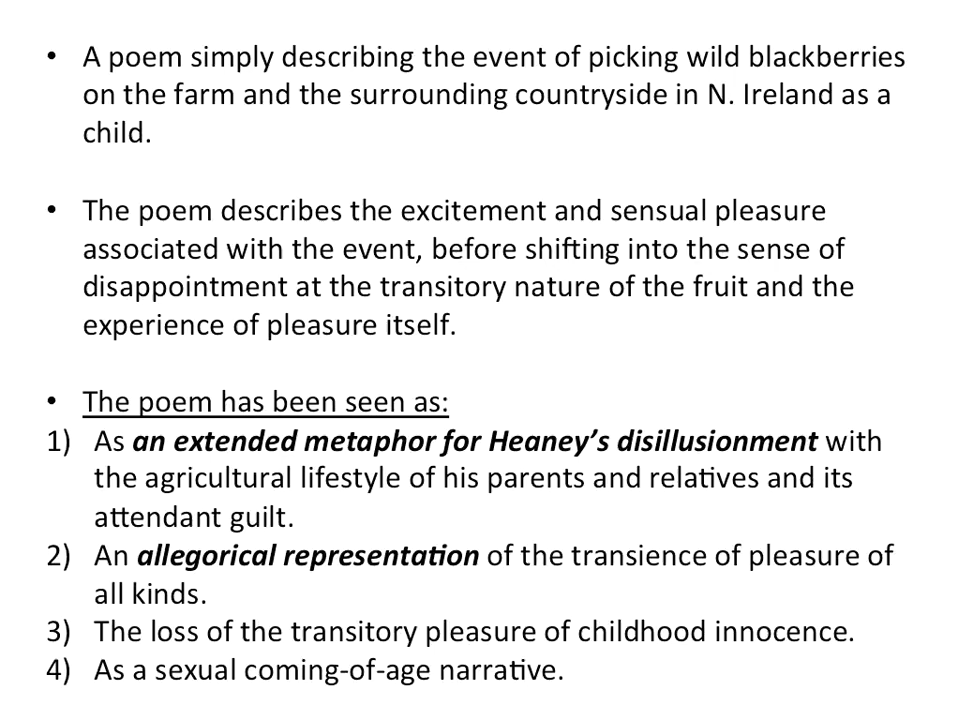 • A poem simply describing the event of picking wild blackberries
on the farm and the surrounding countryside in N. Ireland as a
child.
• The poem describes the excitement and sensual pleasure
associated with the event, before shifting into the sense of
disappointment at the transitory nature of the fruit and the
experience of pleasure itself.
• The poem has been seen as:
1) As an extended metaphor for Heaney’s disillusionment with
the agricultural lifestyle of his parents and relatives and its
attendant guilt.
2) An allegorical representation of the transience of pleasure of
all kinds.
3) The loss of the transitory pleasure of childhood innocence.
4) As a sexual coming-of-age narrative.